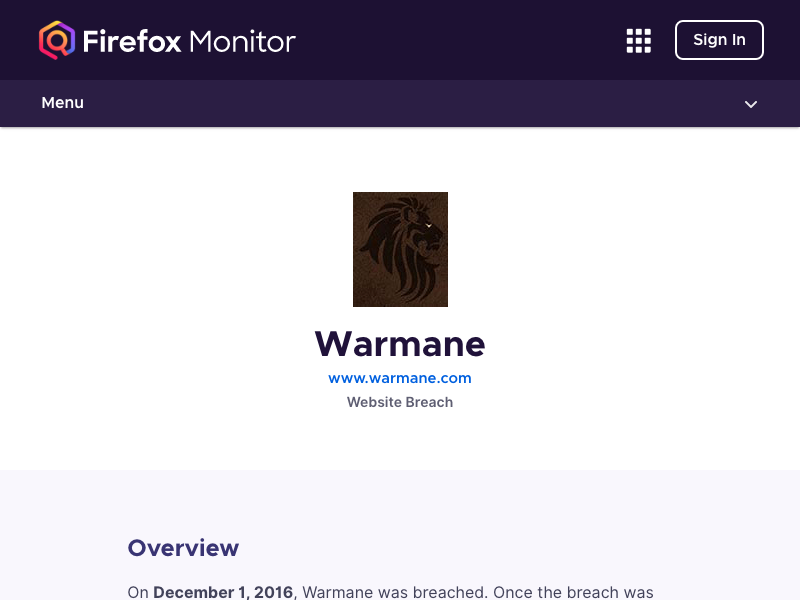 Firefox Monitor
Sign In
Menu
Warmane
www.warmane.com
Website Breach
Overview
On December 1, 2016, Warmane was breached. Once the breach was